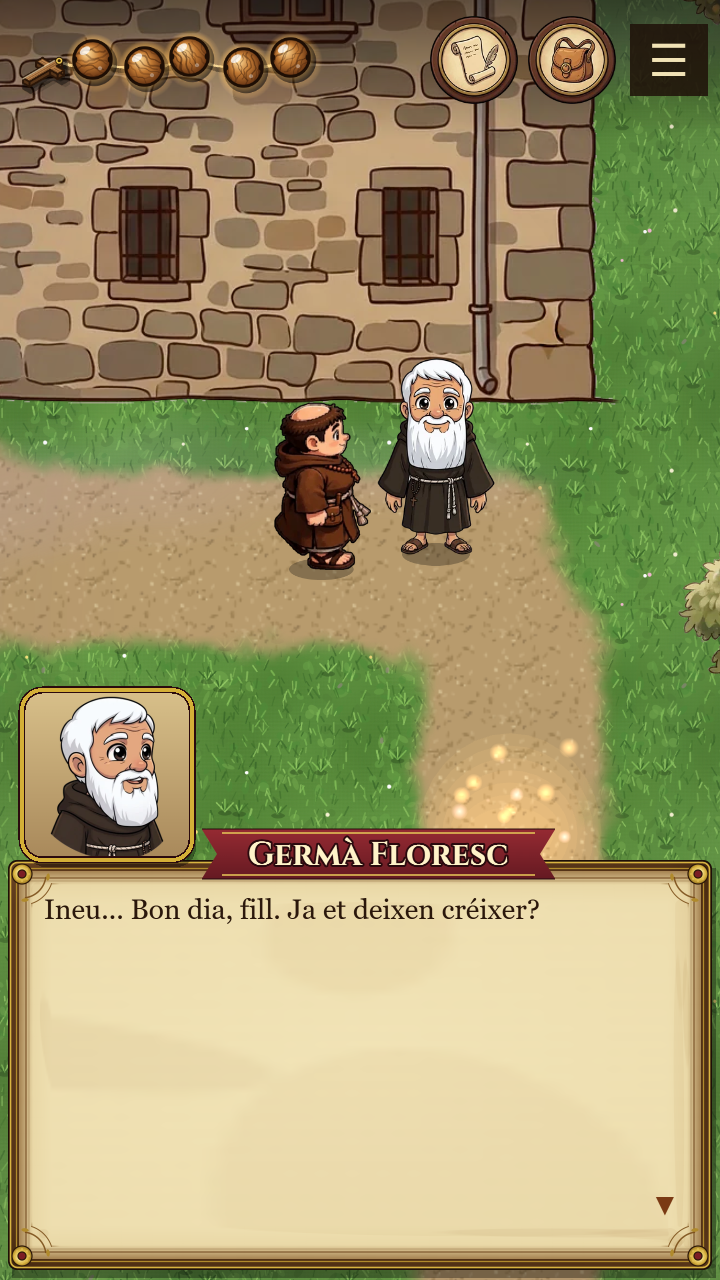 Germà Floresc
Ineu... Bon dia, fill. Ja et deixen créixer?